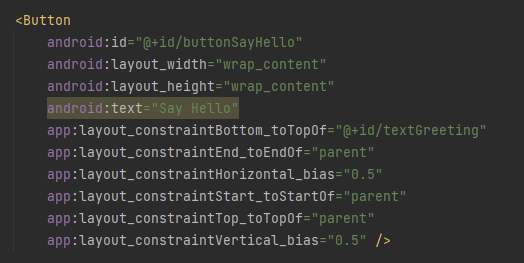 <Button
android:id="@+id/buttonSayHello"
android:layout_width="wrap_content"
android:layout_height="wrap_content"
android:text="Say Hello"
app:layout_constraintBottom_toTopOf="@+id/textGreeting"
app:layout_constraintEnd_toEndOf="parent"
app:layout_constraintHorizontal_bias="0.5"
app:layout_constraintStart_toStartOf="parent"
app:layout_constraintTop_toTopOf="parent"
app:layout_constraintVertical_bias="0.5" />